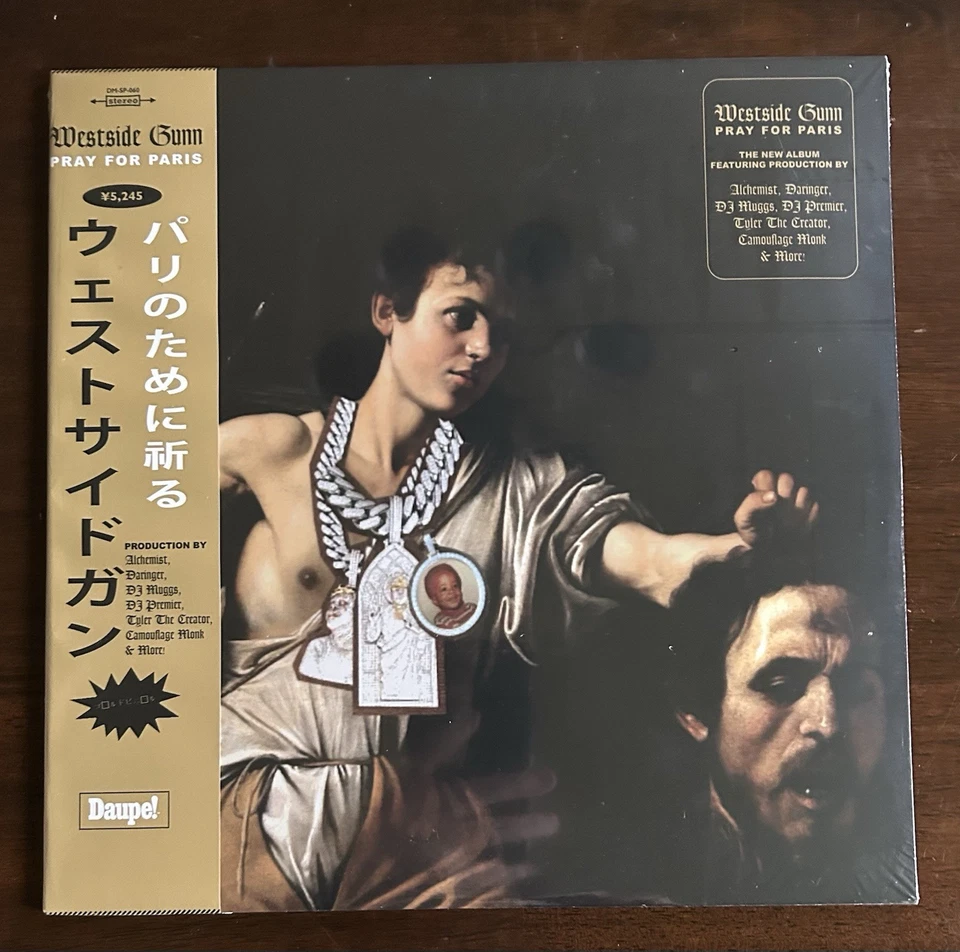 DM-SP-060
stereo
Westside Gunn
PRAY FOR PARIS
¥5,245
パリのために祈る
ウェストサイドガン
PRODUCTION BY
Alchemist,
Daringer,
DJ Muggs,
DJ Premier,
Tyler The Creator,
Camouflage Monk
& More!
Daupe!
Westside Gunn
PRAY FOR PARIS
THE NEW ALBUM
FEATURING PRODUCTION BY
Alchemist, Daringer,
DJ Muggs, DJ Premier,
Tyler The Creator,
Camouflage Monk
& More!